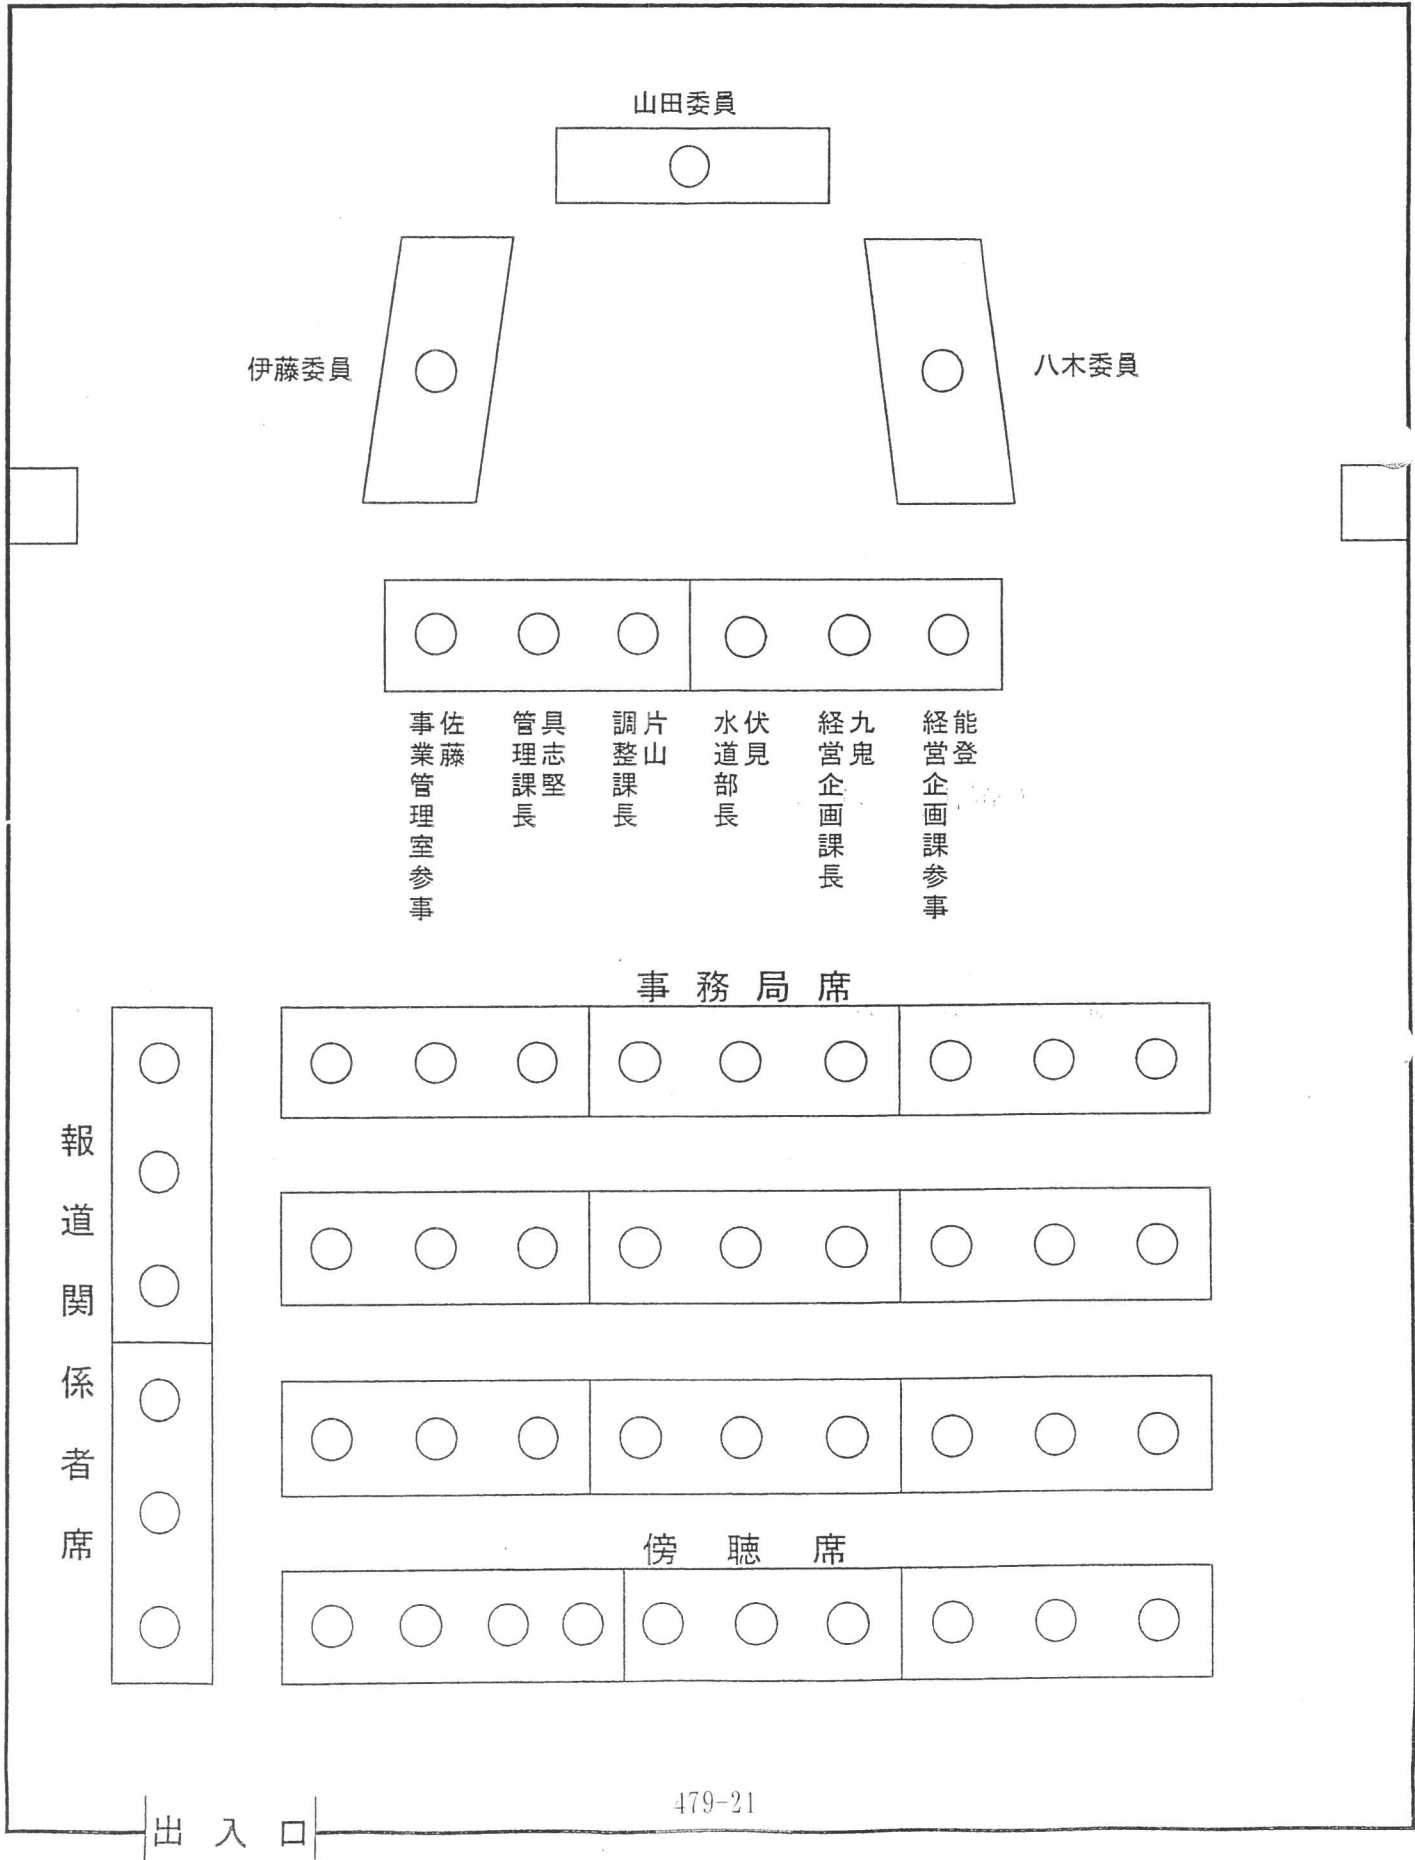 山田委員
伊藤委員
八木委員
佐藤
事業管理室参事
具志堅
管理課長
片山
調整課長
伏見
水道部長
九鬼
経営企画課長
能登
経営企画課参事
事務局席
報道関係者席
傍聴席
479-21
出入口